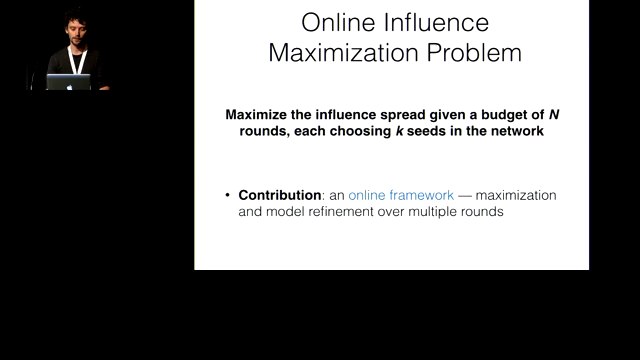 Online Influence
Maximization Problem
Maximize the influence spread given a budget of N
rounds, each choosing k seeds in the network
• Contribution: an online framework — maximization
and model refinement over multiple rounds